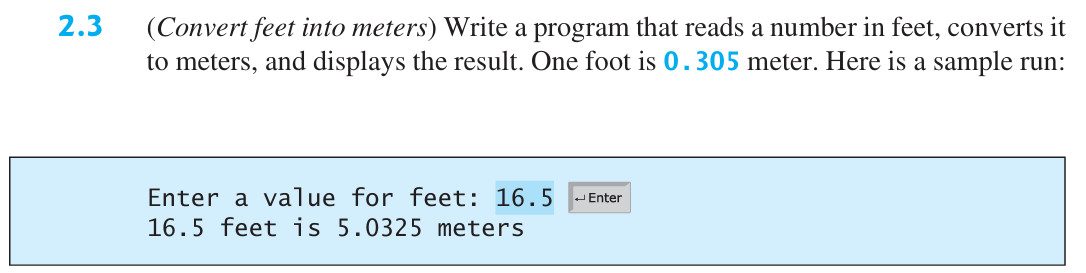 2.3 (Convert feet into meters) Write a program that reads a number in feet, converts it
to meters, and displays the result. One foot is 0.305 meter. Here is a sample run:
Enter a value for feet: 16.5 ↵Enter
16.5 feet is 5.0325 meters